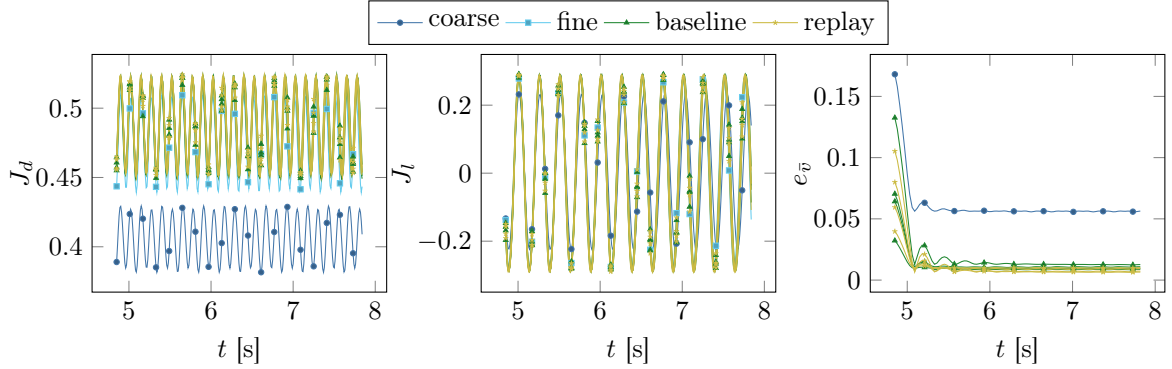 coarse fine baseline replay
J_d
0.5
0.45
0.4
5 6 7 8
t [s]
J_l
0.2
0
−0.2
5 6 7 8
t [s]
e_v̄
0.15
0.1
0.05
0
5 6 7 8
t [s]